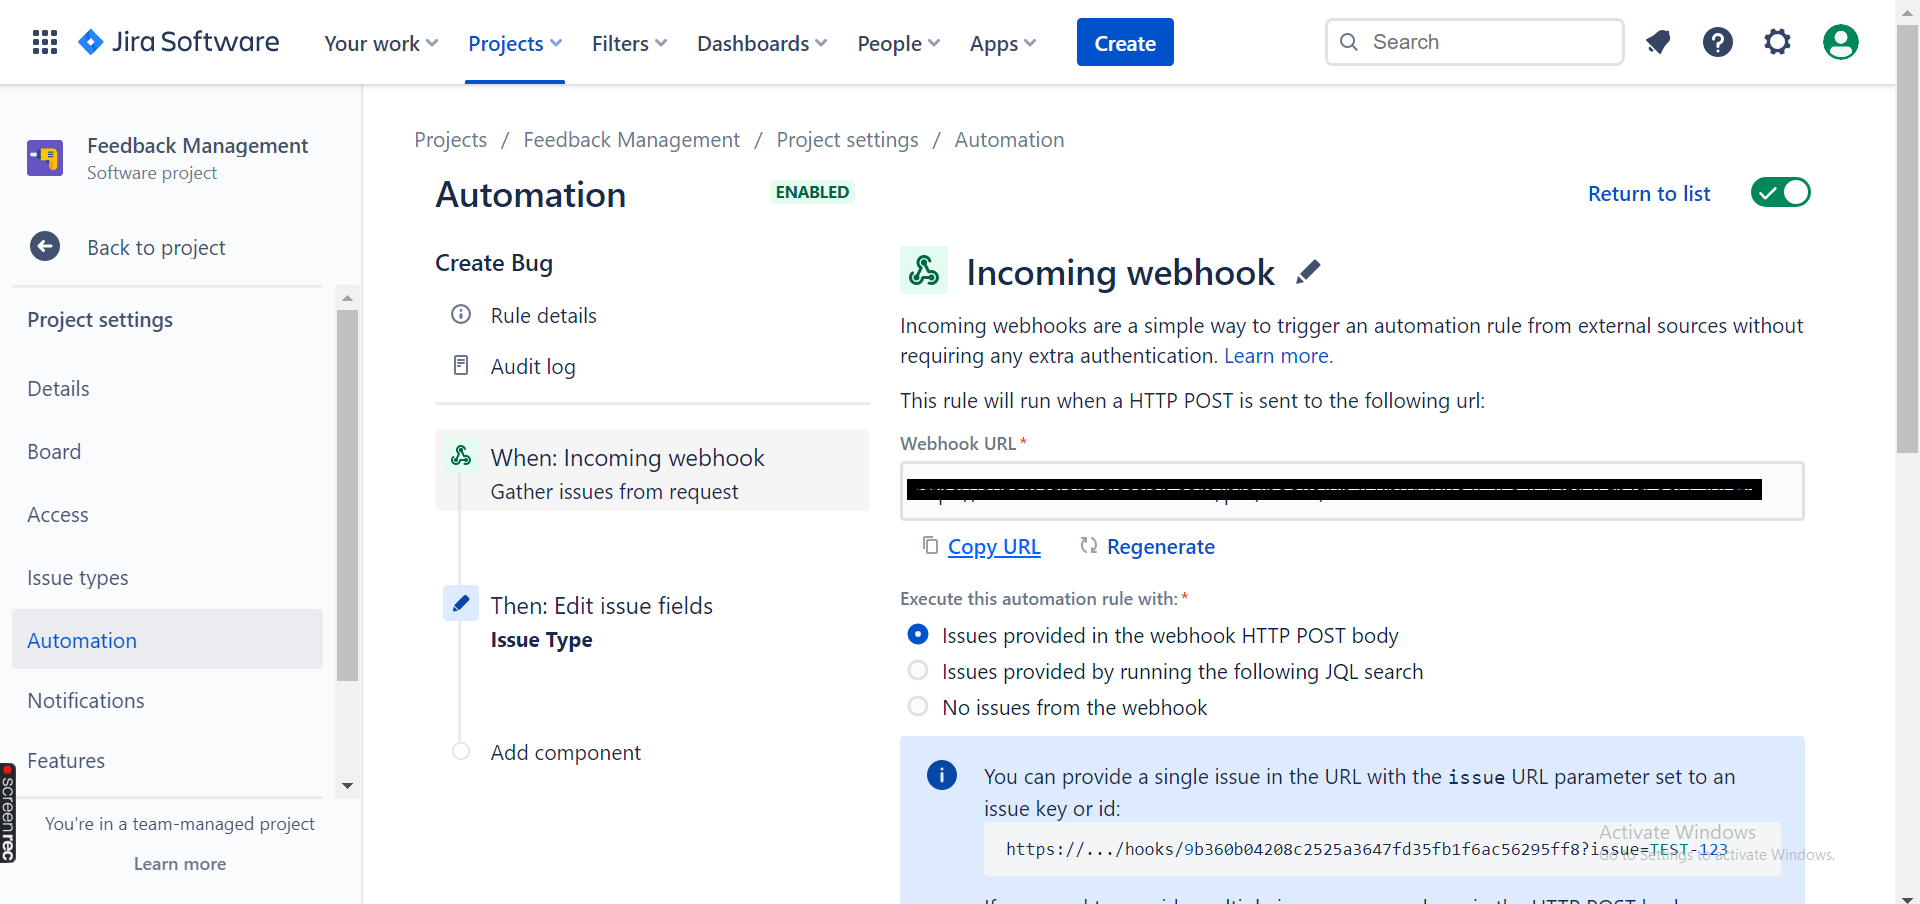 Jira Software
Your work
Projects
Filters
Dashboards
People
Apps
Create
Search
Feedback Management
Software project
Back to project
Project settings
Details
Board
Access
Issue types
Automation
Notifications
Features
You're in a team-managed project
Learn more
screenrec
Projects / Feedback Management / Project settings / Automation
Automation
ENABLED
Return to list
Create Bug
Rule details
Audit log
When: Incoming webhook
Gather issues from request
Then: Edit issue fields
Issue Type
Add component
Incoming webhook
Incoming webhooks are a simple way to trigger an automation rule from external sources without
requiring any extra authentication. Learn more.
This rule will run when a HTTP POST is sent to the following url:
Webhook URL*
Copy URL
Regenerate
Execute this automation rule with:*
Issues provided in the webhook HTTP POST body
Issues provided by running the following JQL search
No issues from the webhook
You can provide a single issue in the URL with the issue URL parameter set to an
issue key or id:
https://.../hooks/9b360b04208c2525a3647fd35fb1f6ac56295ff8?issue=TEST-123
Activate Windows
Go to Settings to activate Windows.